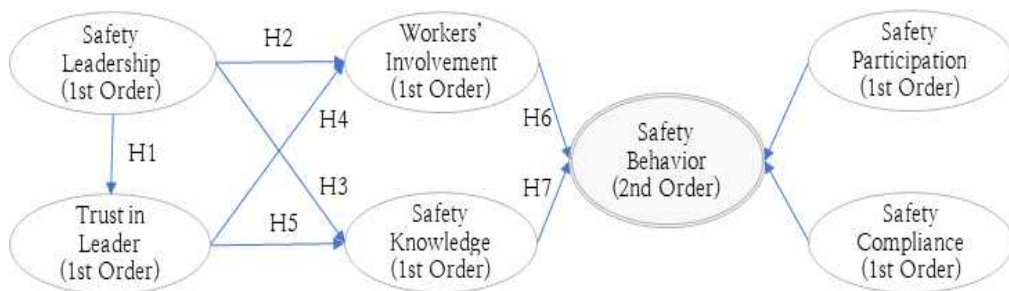 Safety
Leadership
(1st Order)
H2
Workers'
Involvement
(1st Order)
Safety
Participation
(1st Order)
H1
H4
H3
H6
H7
Safety
Behavior
(2nd Order)
Trust in
Leader
(1st Order)
H5
Safety
Knowledge
(1st Order)
Safety
Compliance
(1st Order)